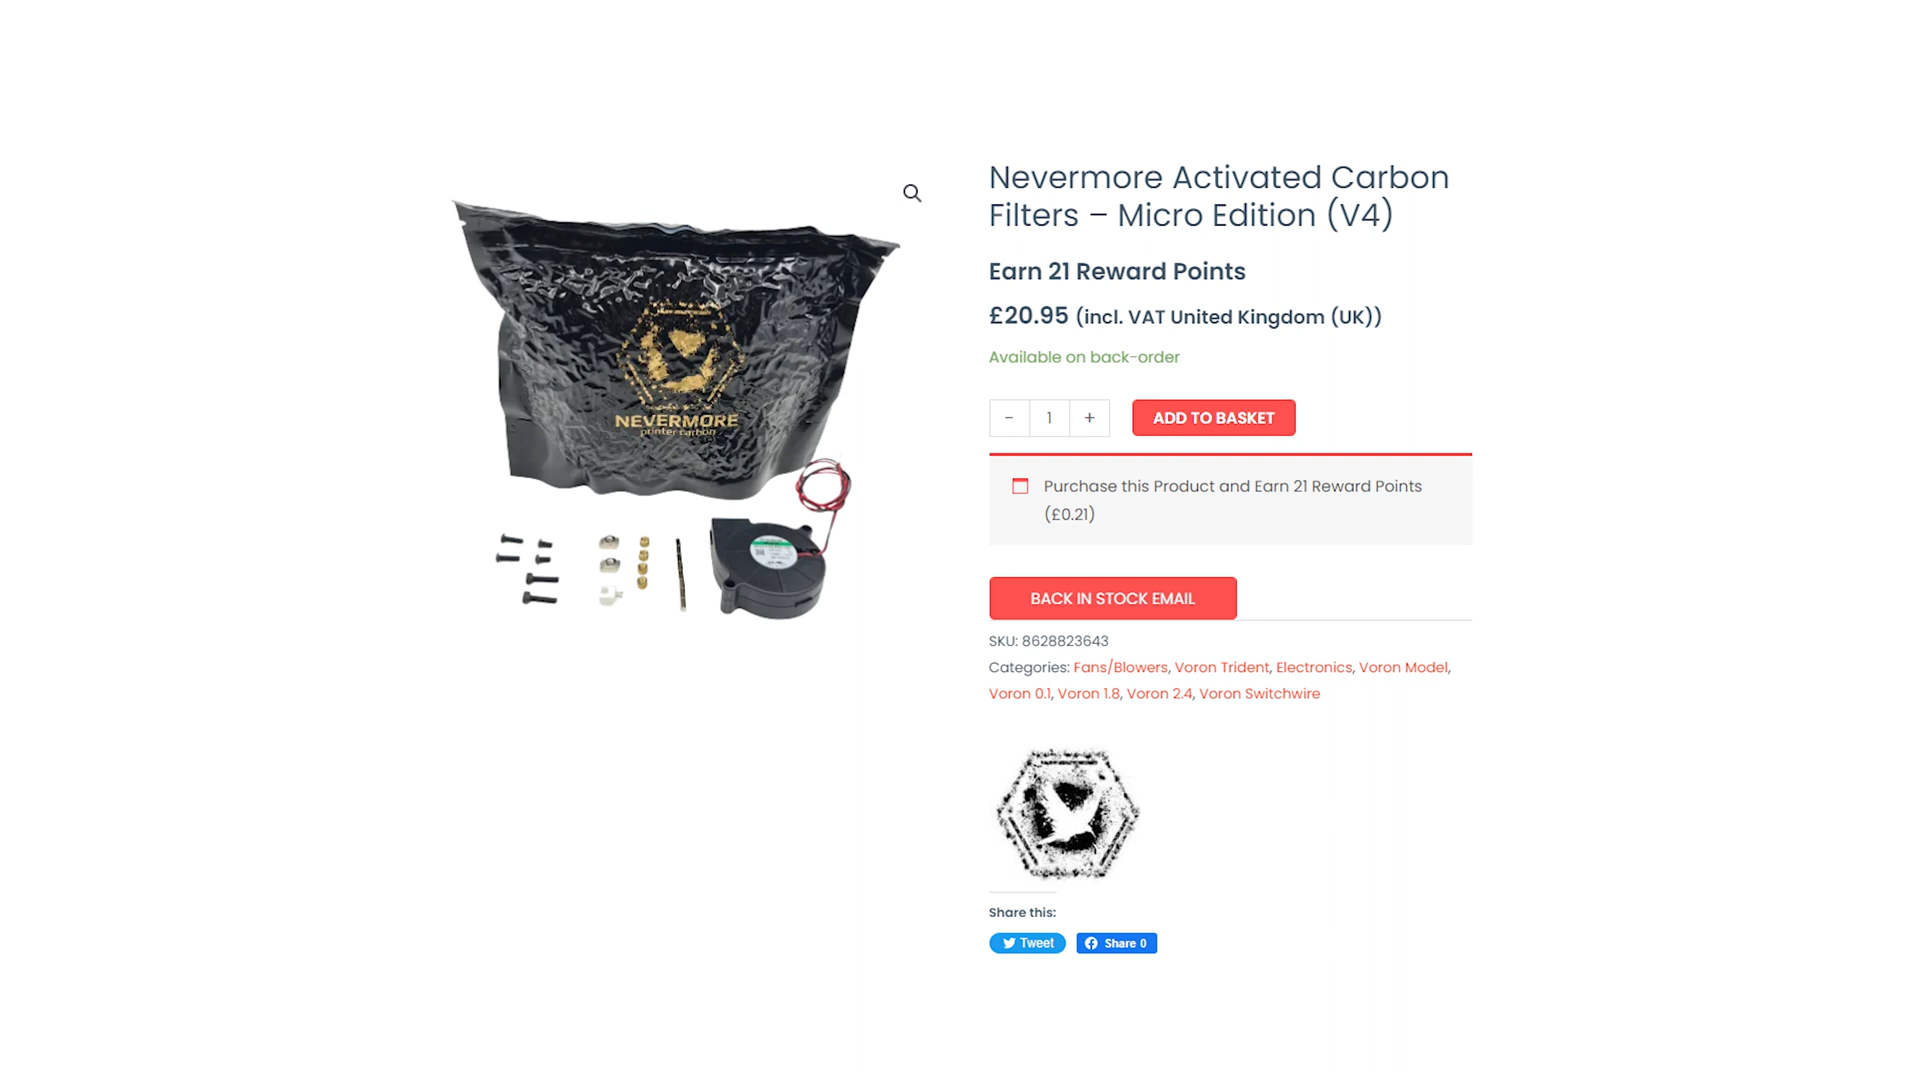 Nevermore Activated Carbon
Filters – Micro Edition (V4)
Earn 21 Reward Points
£20.95 (incl. VAT United Kingdom (UK))
Available on back-order
- 1 +
ADD TO BASKET
Purchase this Product and Earn 21 Reward Points
(£0.21)
BACK IN STOCK EMAIL
SKU: 8628823643
Categories: Fans/Blowers, Voron Trident, Electronics, Voron Model,
Voron 0.1, Voron 1.8, Voron 2.4, Voron Switchwire
Share this:
Tweet
Share 0
NEVERMORE
printer carbon